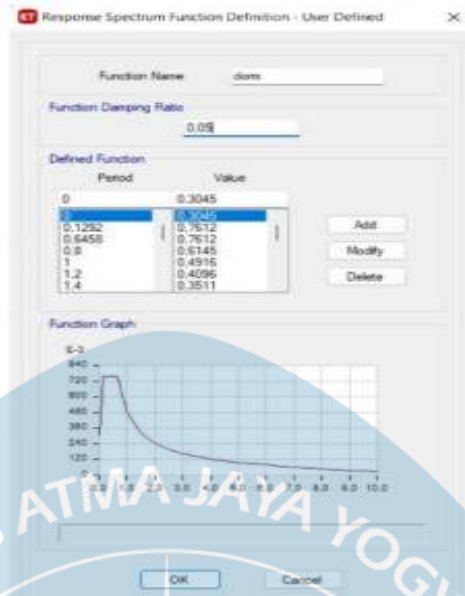 Response Spectrum Function Definition - User Defined
Function Name dom
Function Damping Ratio
0.05
Defined Function
Period Value
0 0.3045
0 0.3045
0.1292 0.7612
0.6458 0.7612
0.8 0.6145
1 0.4916
1.2 0.4096
1.4 0.3511
Add
Modify
Delete
Function Graph
E-3
840
720
600
480
360
240
120
0.0 1.0 2.0 3.0 4.0 5.0 6.0 7.0 8.0 9.0 10.0
ATMA JAYA YOG
OK Cancel